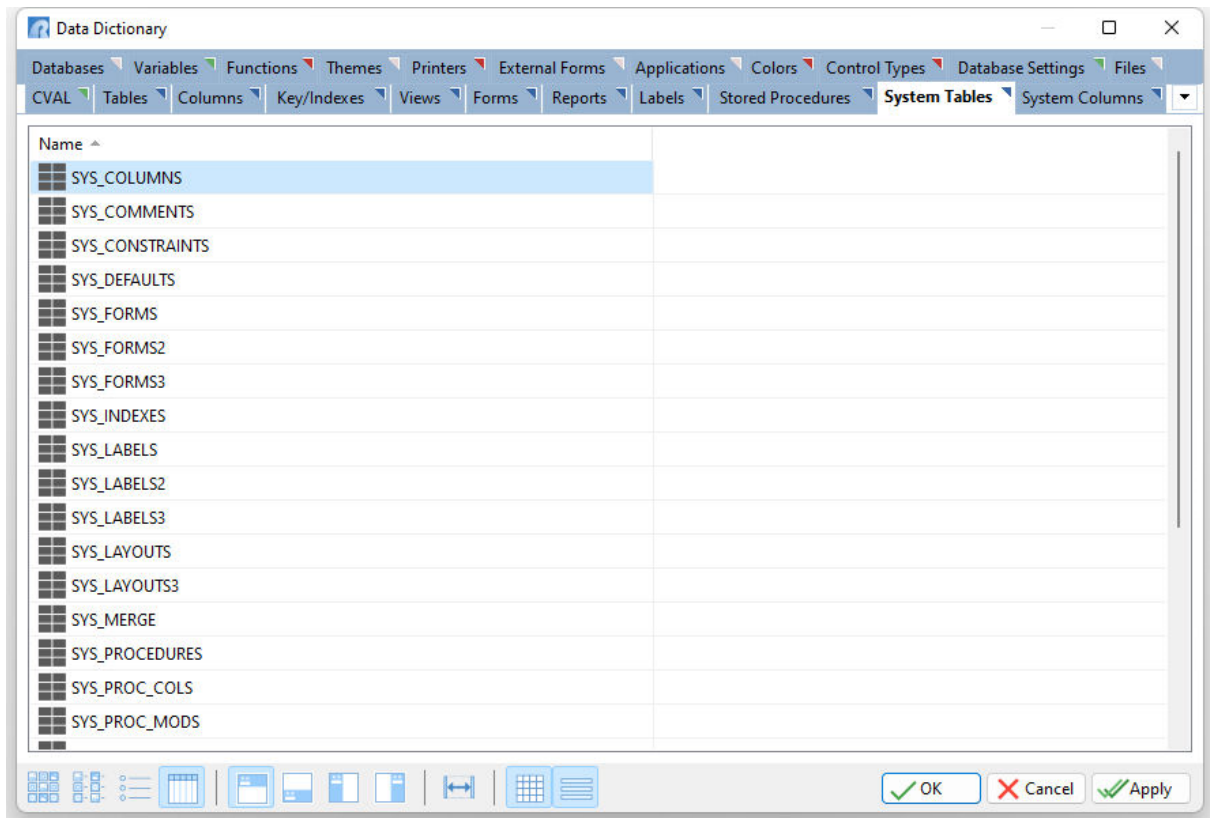 Data Dictionary
Databases Variables Functions Themes Printers External Forms Applications Colors Control Types Database Settings Files
CVAL Tables Columns Key/Indexes Views Forms Reports Labels Stored Procedures System Tables System Columns
Name
SYS_COLUMNS
SYS_COMMENTS
SYS_CONSTRAINTS
SYS_DEFAULTS
SYS_FORMS
SYS_FORMS2
SYS_FORMS3
SYS_INDEXES
SYS_LABELS
SYS_LABELS2
SYS_LABELS3
SYS_LAYOUTS
SYS_LAYOUTS3
SYS_MERGE
SYS_PROCEDURES
SYS_PROC_COLS
SYS_PROC_MODS
OK Cancel Apply